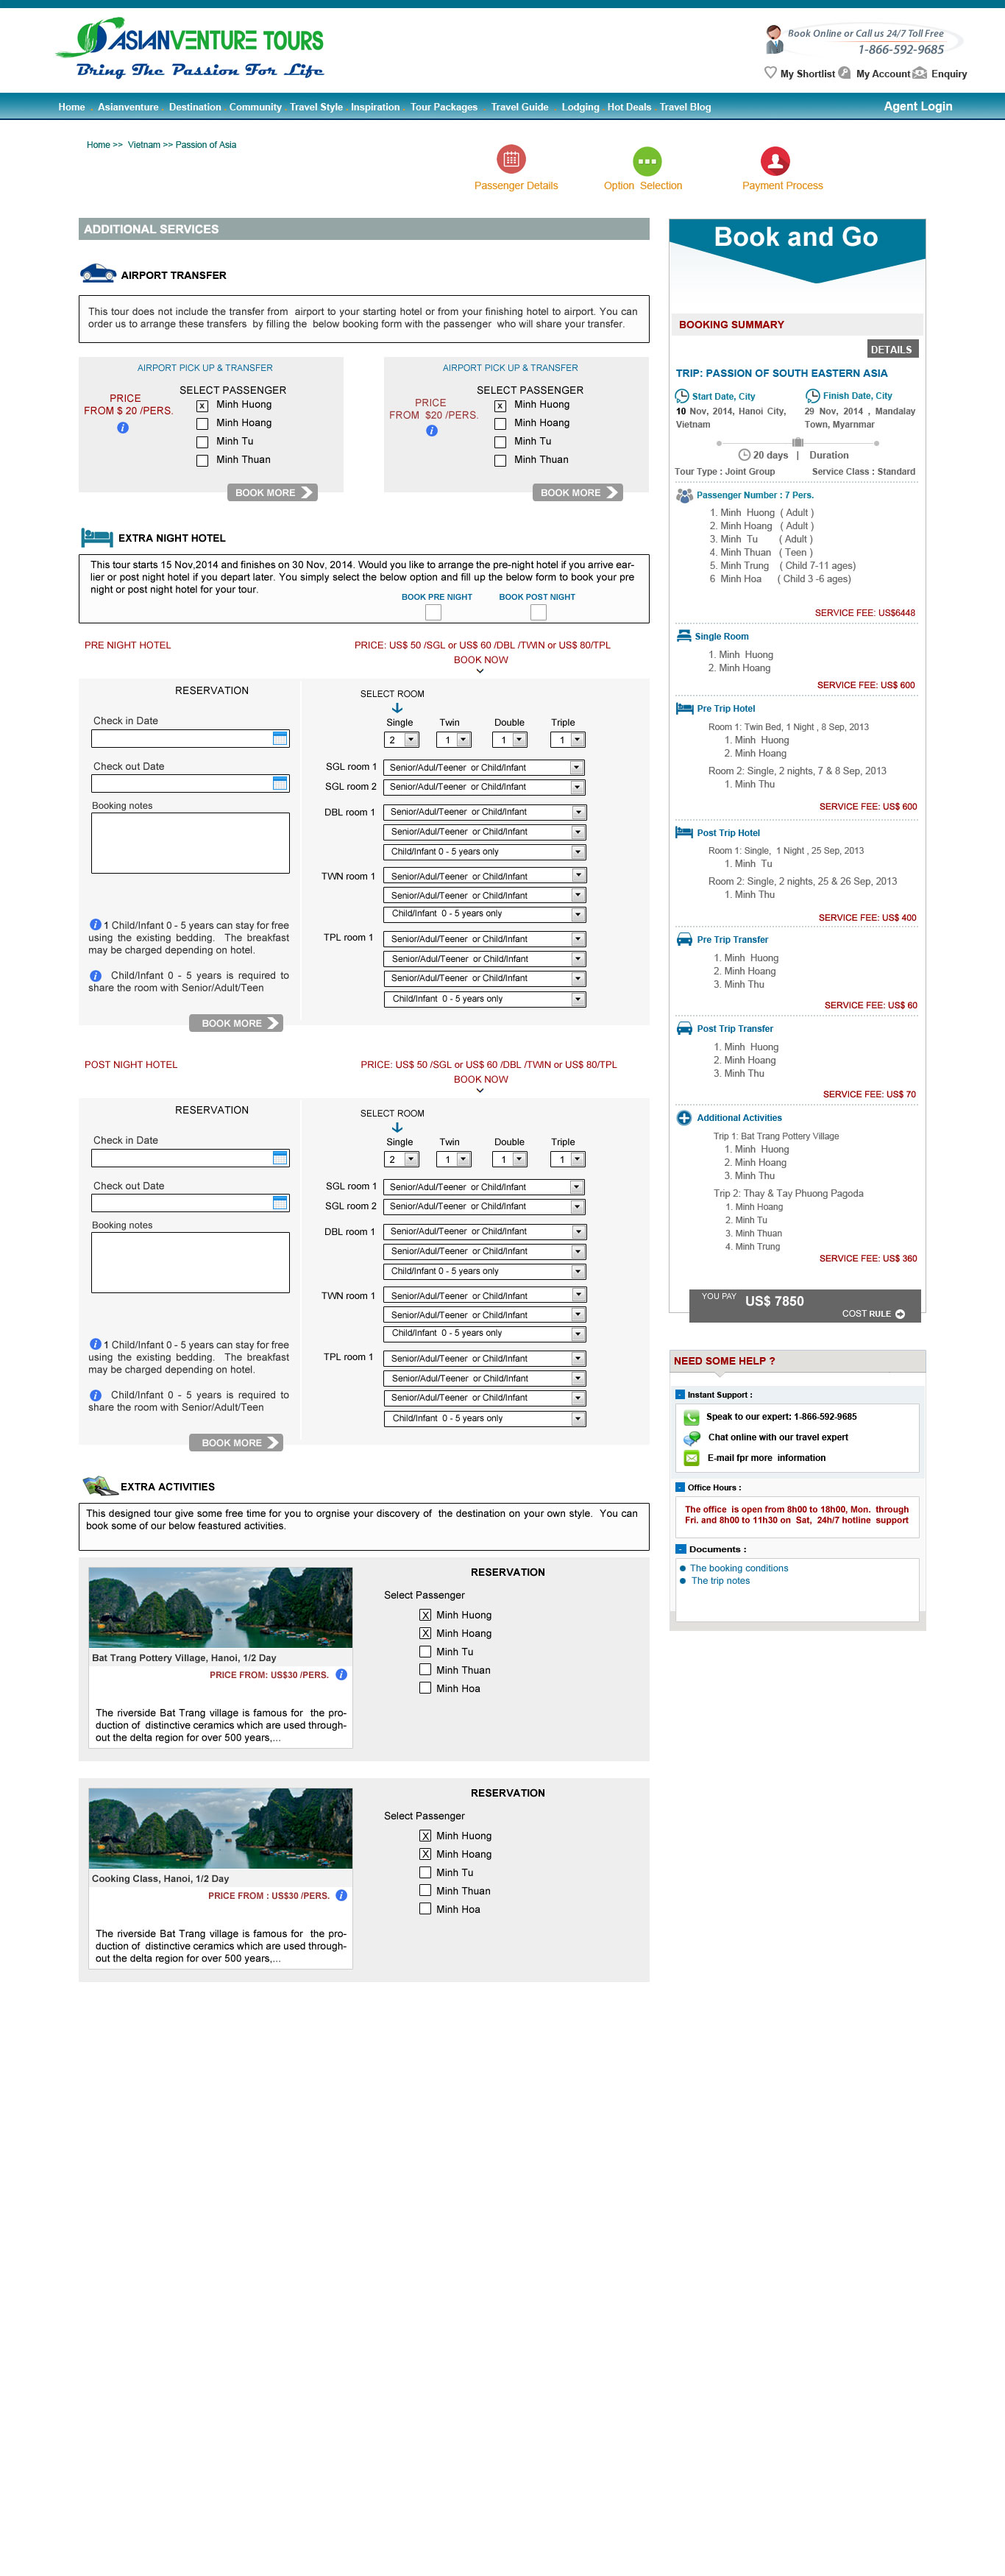 ASIANVENTURE TOURS
Bring The Passion For Life
Book Online or Call us 24/7 Toll Free
1-866-592-9685
My Shortlist My Account Enquiry
Home Asianventure Destination Community Travel Style Inspiration Tour Packages Travel Guide Lodging Hot Deals Travel Blog Agent Login
Home >> Vietnam >> Passion of Asia
Passenger Details Option Selection Payment Process
ADDITIONAL SERVICES
AIRPORT TRANSFER
This tour does not include the transfer from airport to your starting hotel or from your finishing hotel to airport. You can
order us to arrange these transfers by filling the below booking form with the passenger who will share your transfer.
AIRPORT PICK UP & TRANSFER
SELECT PASSENGER
PRICE
FROM $ 20 /PERS.
x Minh Huong
Minh Hoang
Minh Tu
Minh Thuan
BOOK MORE
AIRPORT PICK UP & TRANSFER
SELECT PASSENGER
PRICE
FROM $20 /PERS.
x Minh Huong
Minh Hoang
Minh Tu
Minh Thuan
BOOK MORE
EXTRA NIGHT HOTEL
This tour starts 15 Nov,2014 and finishes on 30 Nov, 2014. Would you like to arrange the pre-night hotel if you arrive ear-
lier or post night hotel if you depart later. You simply select the below option and fill up the below form to book your pre
night or post night hotel for your tour.
BOOK PRE NIGHT BOOK POST NIGHT
PRE NIGHT HOTEL
PRICE: US$ 50 /SGL or US$ 60 /DBL /TWIN or US$ 80/TPL
BOOK NOW
RESERVATION
Check in Date
Check out Date
Booking notes
1 Child/Infant 0 - 5 years can stay for free
using the existing bedding. The breakfast
may be charged depending on hotel.
Child/Infant 0 - 5 years is required to
share the room with Senior/Adult/Teen
BOOK MORE
SELECT ROOM
Single Twin Double Triple
2 1 1 1
SGL room 1 Senior/Adul/Teener or Child/Infant
SGL room 2 Senior/Adul/Teener or Child/Infant
DBL room 1 Senior/Adul/Teener or Child/Infant
Senior/Adul/Teener or Child/Infant
Child/Infant 0 - 5 years only
TWN room 1 Senior/Adul/Teener or Child/Infant
Senior/Adul/Teener or Child/Infant
Child/Infant 0 - 5 years only
TPL room 1 Senior/Adul/Teener or Child/Infant
Senior/Adul/Teener or Child/Infant
Senior/Adul/Teener or Child/Infant
Child/Infant 0 - 5 years only
POST NIGHT HOTEL
PRICE: US$ 50 /SGL or US$ 60 /DBL /TWIN or US$ 80/TPL
BOOK NOW
RESERVATION
Check in Date
Check out Date
Booking notes
1 Child/Infant 0 - 5 years can stay for free
using the existing bedding. The breakfast
may be charged depending on hotel.
Child/Infant 0 - 5 years is required to
share the room with Senior/Adult/Teen
BOOK MORE
SELECT ROOM
Single Twin Double Triple
2 1 1 1
SGL room 1 Senior/Adul/Teener or Child/Infant
SGL room 2 Senior/Adul/Teener or Child/Infant
DBL room 1 Senior/Adul/Teener or Child/Infant
Senior/Adul/Teener or Child/Infant
Child/Infant 0 - 5 years only
TWN room 1 Senior/Adul/Teener or Child/Infant
Senior/Adul/Teener or Child/Infant
Child/Infant 0 - 5 years only
TPL room 1 Senior/Adul/Teener or Child/Infant
Senior/Adul/Teener or Child/Infant
Senior/Adul/Teener or Child/Infant
Child/Infant 0 - 5 years only
EXTRA ACTIVITIES
This designed tour give some free time for you to orgnise your discovery of the destination on your own style. You can
book some of our below feastured activities.
Bat Trang Pottery Village, Hanoi, 1/2 Day
PRICE FROM: US$30 /PERS.
The riverside Bat Trang village is famous for the pro-
duction of distinctive ceramics which are used through-
out the delta region for over 500 years,...
RESERVATION
Select Passenger
X Minh Huong
X Minh Hoang
Minh Tu
Minh Thuan
Minh Hoa
Cooking Class, Hanoi, 1/2 Day
PRICE FROM : US$30 /PERS.
The riverside Bat Trang village is famous for the pro-
duction of distinctive ceramics which are used through-
out the delta region for over 500 years,...
RESERVATION
Select Passenger
X Minh Huong
X Minh Hoang
Minh Tu
Minh Thuan
Minh Hoa
Book and Go
BOOKING SUMMARY
DETAILS
TRIP: PASSION OF SOUTH EASTERN ASIA
Start Date, City Finish Date, City
10 Nov, 2014, Hanoi City, 29 Nov, 2014 , Mandalay
Vietnam Town, Myarnmar
20 days | Duration
Tour Type : Joint Group Service Class : Standard
Passenger Number : 7 Pers.
1. Minh Huong ( Adult )
2. Minh Hoang ( Adult )
3. Minh Tu ( Adult )
4. Minh Thuan ( Teen )
5. Minh Trung ( Child 7-11 ages)
6 Minh Hoa ( Child 3 -6 ages)
SERVICE FEE: US$6448
Single Room
1. Minh Huong
2. Minh Hoang
SERVICE FEE: US$ 600
Pre Trip Hotel
Room 1: Twin Bed, 1 Night , 8 Sep, 2013
1. Minh Huong
2. Minh Hoang
Room 2: Single, 2 nights, 7 & 8 Sep, 2013
1. Minh Thu
SERVICE FEE: US$ 600
Post Trip Hotel
Room 1: Single, 1 Night , 25 Sep, 2013
1. Minh Tu
Room 2: Single, 2 nights, 25 & 26 Sep, 2013
1. Minh Thu
SERVICE FEE: US$ 400
Pre Trip Transfer
1. Minh Huong
2. Minh Hoang
3. Minh Thu
SERVICE FEE: US$ 60
Post Trip Transfer
1. Minh Huong
2. Minh Hoang
3. Minh Thu
SERVICE FEE: US$ 70
Additional Activities
Trip 1: Bat Trang Pottery Village
1. Minh Huong
2. Minh Hoang
3. Minh Thu
Trip 2: Thay & Tay Phuong Pagoda
1. Minh Hoang
2. Minh Tu
3. Minh Thuan
4. Minh Trung
SERVICE FEE: US$ 360
YOU PAY US$ 7850
COST RULE
NEED SOME HELP ?
- Instant Support :
Speak to our expert: 1-866-592-9685
Chat online with our travel expert
E-mail fpr more information
- Office Hours :
The office is open from 8h00 to 18h00, Mon. through
Fri. and 8h00 to 11h30 on Sat, 24h/7 hotline support
- Documents :
The booking conditions
The trip notes